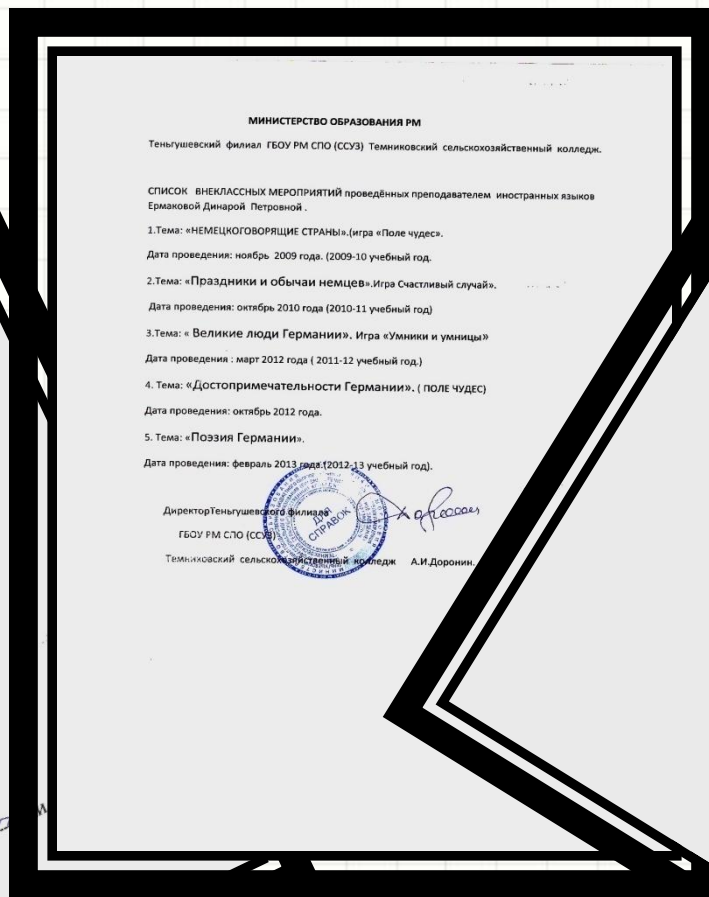 МИНИСТЕРСТВО ОБРАЗОВАНИЯ РМ
Теньгушевский филиал ГБОУ РМ СПО (ССУЗ) Темниковский сельскохозяйственный колледж.
СПИСОК ВНЕКЛАССНЫХ МЕРОПРИЯТИЙ проведённых преподавателем иностранных языков
Ермаковой Динарой Петровной .
1.Тема: «НЕМЕЦКОГОВОРЯЩИЕ СТРАНЫ».(игра «Поле чудес».
Дата проведения: ноябрь 2009 года. (2009-10 учебный год.
2.Тема: «Праздники и обычаи немцев».Игра Счастливый случай».
Дата проведения: октябрь 2010 года (2010-11 учебный год)
3.Тема: « Великие люди Германии». Игра «Умники и умницы»
Дата проведения : март 2012 года ( 2011-12 учебный год.)
4. Тема: «Достопримечательности Германии». ( ПОЛЕ ЧУДЕС)
Дата проведения: октябрь 2012 года.
5. Тема: «Поэзия Германии».
Дата проведения: февраль 2013 года.(2012-13 учебный год).
ДиректорТеньгушевского филиала
ГБОУ РМ СПО (ССУЗ)
Темниковский сельскохозяйственный колледж А.И.Доронин.
ДЛЯ
СПРАВОК